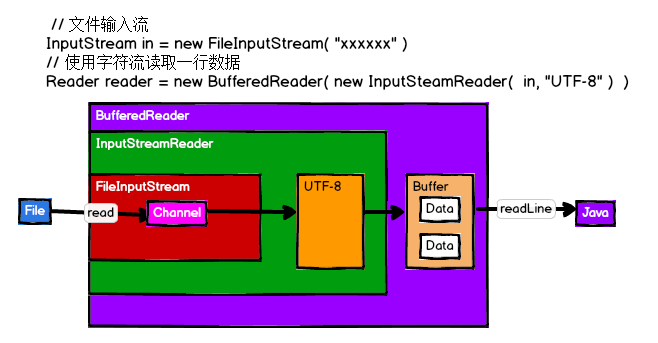 // 文件输入流
InputStream in = new FileInputStream( "xxxxxx" )
// 使用字符流读取一行数据
Reader reader = new BufferedReader( new InputSteamReader( in, "UTF-8" ) )
BufferedReader
InputStreamReader
FileInputStream
UTF-8
Buffer
File
read
Channel
Data
readLine
Java
Data